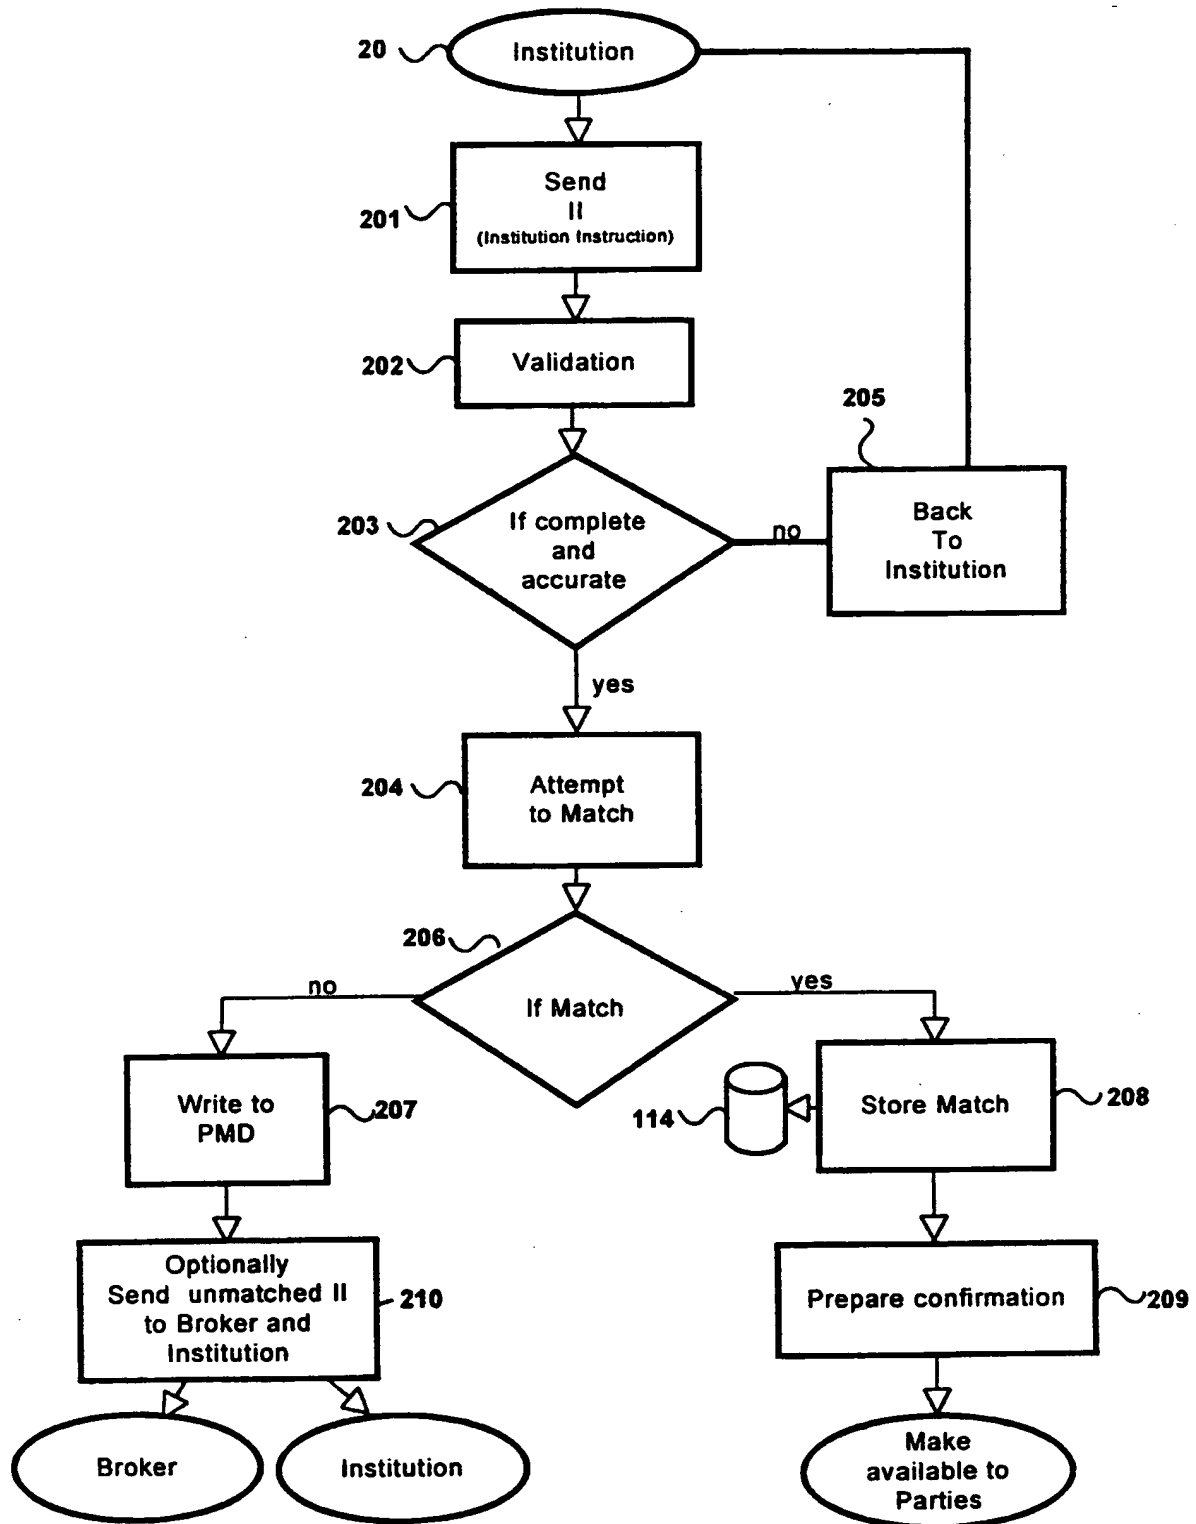 20
Institution
201
Send
II
(Institution Instruction)
202
Validation
205
203
If complete
and
accurate
no
Back
To
Institution
yes
204
Attempt
to Match
206
If Match
no
yes
Write to
PMD
207
114
Store Match
208
Optionally
Send unmatched II
to Broker and
Institution
210
Prepare confirmation
209
Broker
Institution
Make
available to
Parties